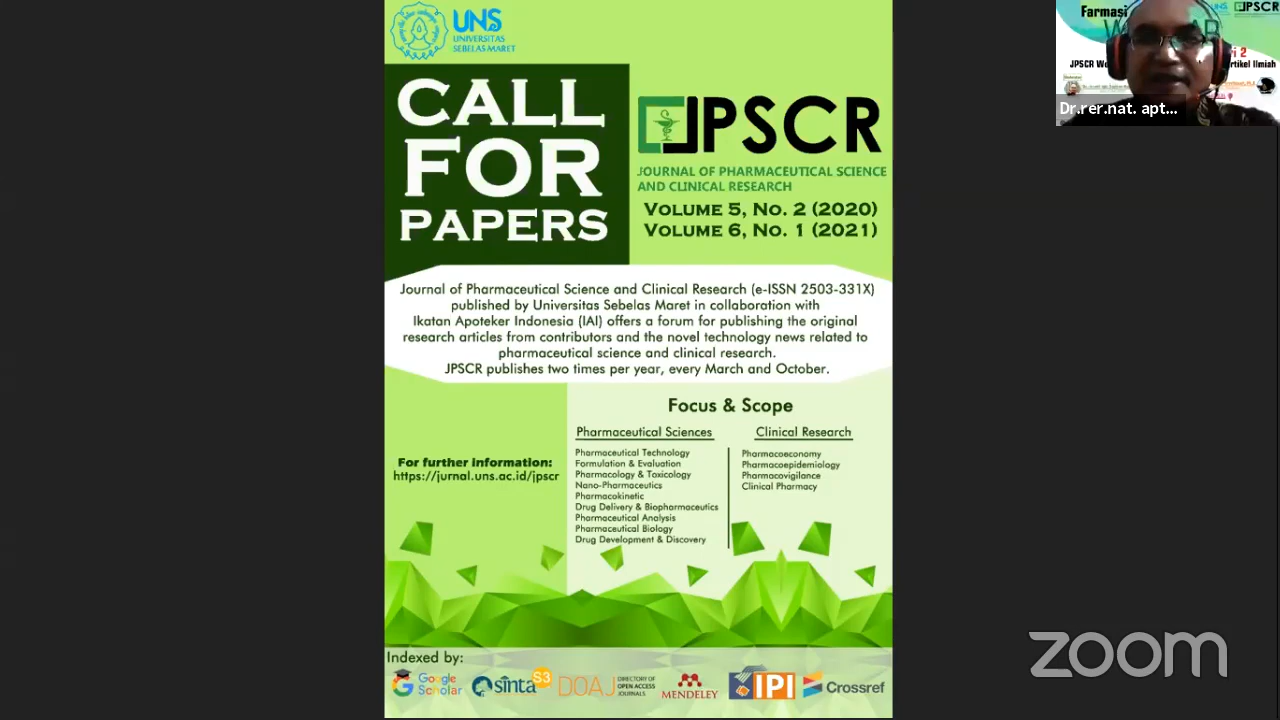 UNS
UNIVERSITAS
SEBELAS MARET
CALL
FOR
PAPERS
JPSCR
JOURNAL OF PHARMACEUTICAL SCIENCE
AND CLINICAL RESEARCH
VOLUME 5, NO. 2 (2020)
VOLUME 6, NO. 1 (2021)
Journal of Pharmaceutical Science and Clinical Research (e-ISSN 2503-331X)
published by Universitas Sebelas Maret in collaboration with
Ikatan Apoteker Indonesia (IAI) offers a forum for publishing the original
research articles from contributors and the novel technology news related to
pharmaceutical science and clinical research.
JPSCR publishes two times per year, every March and October.
For further information:
https://jurnal.uns.ac.id/jpscr
Focus & Scope
Pharmaceutical Sciences
Pharmaceutical Technology
Formulation & Evaluation
Pharmacology & Toxicology
Nano-Pharmaceutics
Pharmacokinetic
Drug Delivery & Biopharmaceutics
Pharmaceutical Analysis
Pharmaceutical Biology
Drug Development & Discovery
Clinical Research
Pharmacoeconomy
Pharmacoepidemiology
Pharmacovigilance
Clinical Pharmacy
Indexed by:
Google Scholar
sinta S3
DOAJ DIRECTORY OF OPEN ACCESS JOURNALS
MENDELEY
IPI
Crossref
Farmasi
UNS JPSCR
JPSCR
Artikel Ilmiah
Dr.rer.nat. apt...
zoom